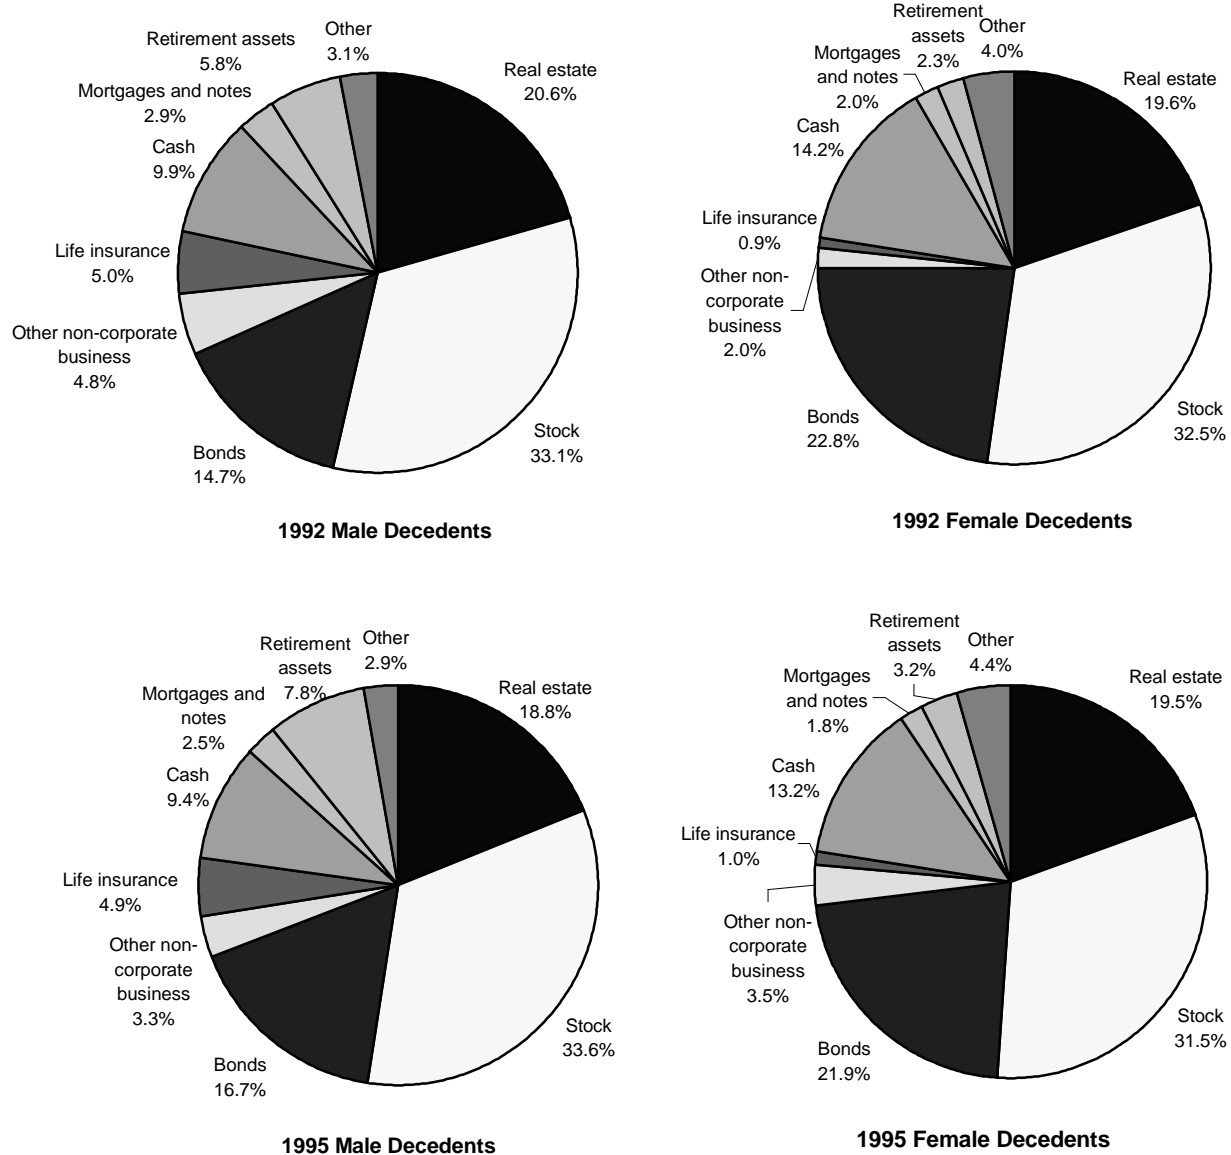 Other
3.1%
Retirement assets
5.8%
Mortgages and notes
2.9%
Cash
9.9%
Life insurance
5.0%
Other non-corporate
business
4.8%
Bonds
14.7%
Stock
33.1%
Real estate
20.6%
1992 Male Decedents
Retirement
assets
2.3%
Other
4.0%
Mortgages
and notes
2.0%
Cash
14.2%
Life insurance
0.9%
Other non-
corporate
business
2.0%
Bonds
22.8%
Stock
32.5%
Real estate
19.6%
1992 Female Decedents
Retirement
assets
7.8%
Other
2.9%
Mortgages and
notes
2.5%
Cash
9.4%
Life insurance
4.9%
Other non-
corporate
business
3.3%
Bonds
16.7%
Stock
33.6%
Real estate
18.8%
1995 Male Decedents
Retirement
assets
3.2%
Other
4.4%
Mortgages
and notes
1.8%
Cash
13.2%
Life insurance
1.0%
Other non-
corporate
business
3.5%
Bonds
21.9%
Stock
31.5%
Real estate
19.5%
1995 Female Decedents